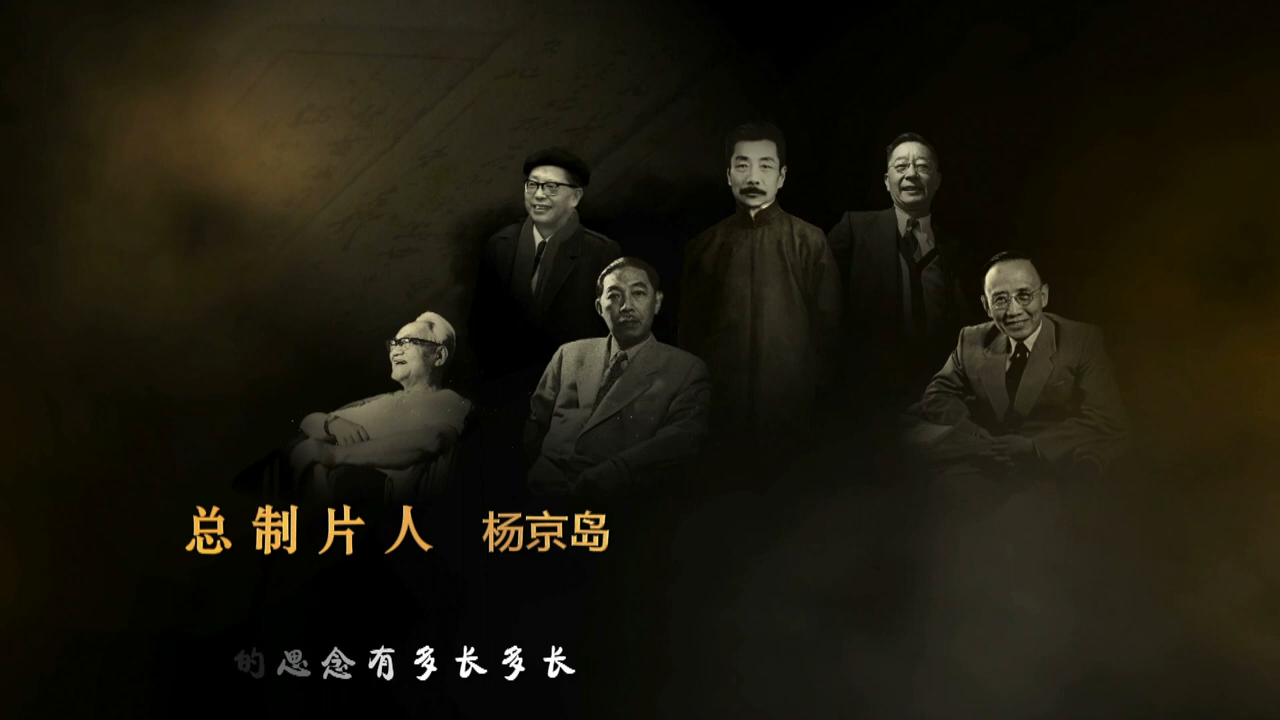 总制片人 杨京岛
的思念有多长多长